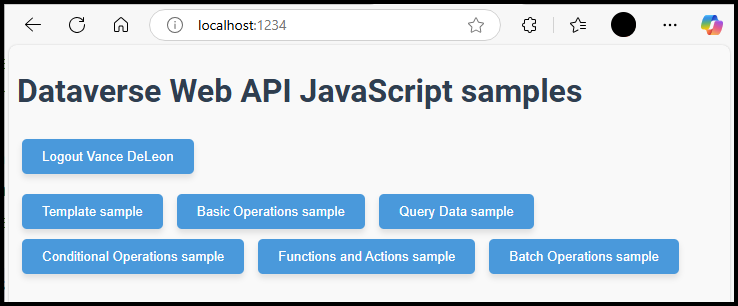 localhost:1234
Dataverse Web API JavaScript samples
Logout Vance DeLeon
Template sample Basic Operations sample Query Data sample
Conditional Operations sample Functions and Actions sample Batch Operations sample